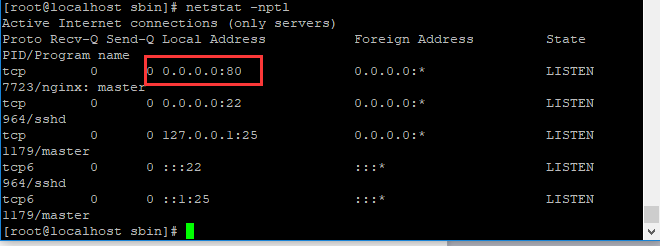 [root@localhost sbin]# netstat -nptl
Active Internet connections (only servers)
Proto Recv-Q Send-Q Local Address           Foreign Address         State
PID/Program name
tcp        0      0 0.0.0.0:80              0.0.0.0:*               LISTEN
7723/nginx: master
tcp        0      0 0.0.0.0:22              0.0.0.0:*               LISTEN
964/sshd
tcp        0      0 127.0.0.1:25            0.0.0.0:*               LISTEN
1179/master
tcp6       0      0 :::22                   :::*                    LISTEN
964/sshd
tcp6       0      0 ::1:25                  :::*                    LISTEN
1179/master
[root@localhost sbin]#